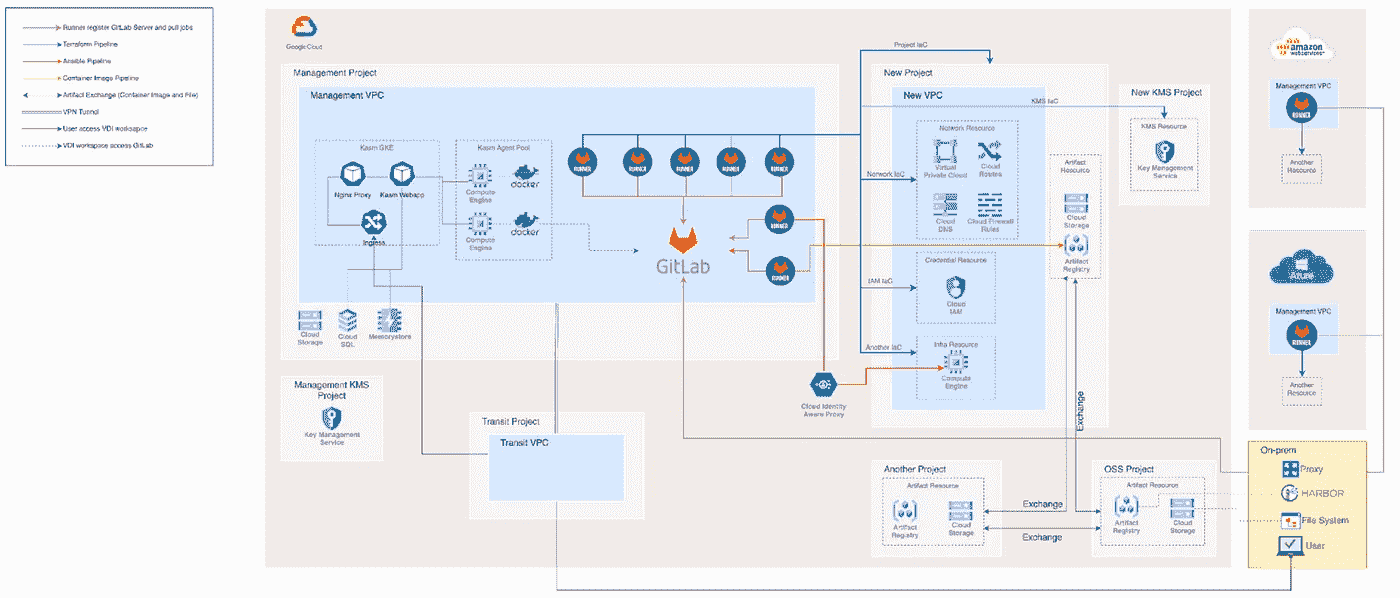 Runner register GitLab Server and pull jobs
Terraform Pipeline
Ansible Pipeline
Container Image Pipeline
Artifact Exchange (Container Image and File)
VPN Tunnel
User access VDI workspace
VDI workspace access Gitlab
Google Cloud
Management Project
Management VPC
Kasm GKE
Nginx Proxy
Kasm Webapp
Ingress
Kasm Agent Pool
Compute
Engine
docker
Compute
Engine
docker
RUNNER
RUNNER
RUNNER
RUNNER
RUNNER
RUNNER
RUNNER
GitLab
Cloud
Storage
Cloud
SQL
Memorystore
Management KMS
Project
Key Management
Service
Transit Project
Transit VPC
Cloud Identity
Aware Proxy
Project IaC
KMS IaC
Network IaC
IAM IaC
Another IaC
New Project
New VPC
Network Resource
Virtual
Private Cloud
Cloud
Routes
Cloud
DNS
Cloud Firewall
Rules
Credential Resource
Cloud
IAM
Infra Resource
Compute
Engine
Artifact
Resource
Cloud
Storage
Artifact
Registry
New KMS Project
KMS Resource
Key Management
Service
Exchange
Another Project
Artifact Resource
Artifact
Registry
Cloud
Storage
Exchange
Exchange
OSS Project
Artifact Resource
Artifact
Registry
Cloud
Storage
amazon
webservices
Management VPC
RUNNER
Another
Resource
Azure
Management VPC
RUNNER
Another
Resource
On-prem
Proxy
HARBOR
File System
User